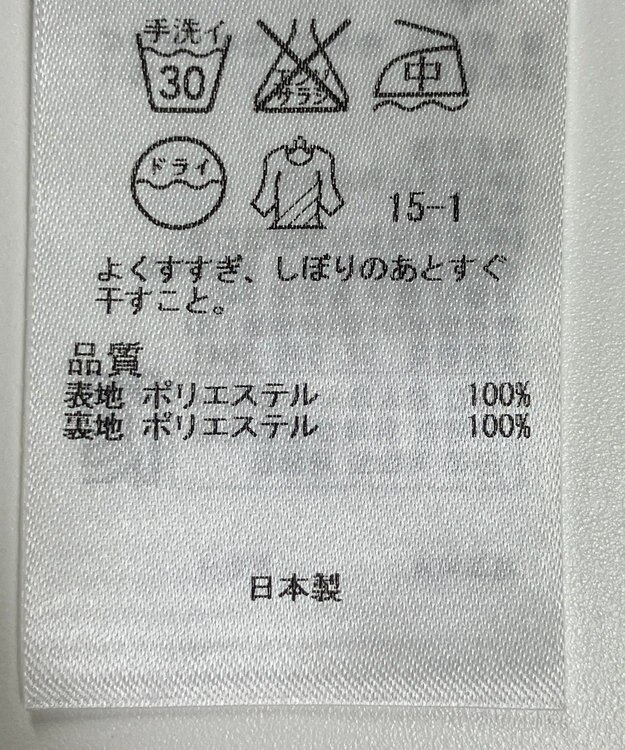 手洗イ
30
エンソ
サラシ
中
ドライ
15-1
よくすすぎ、しぼりのあとすぐ
干すこと。
品質
表地 ポリエステル 100%
裏地 ポリエステル 100%
日本製